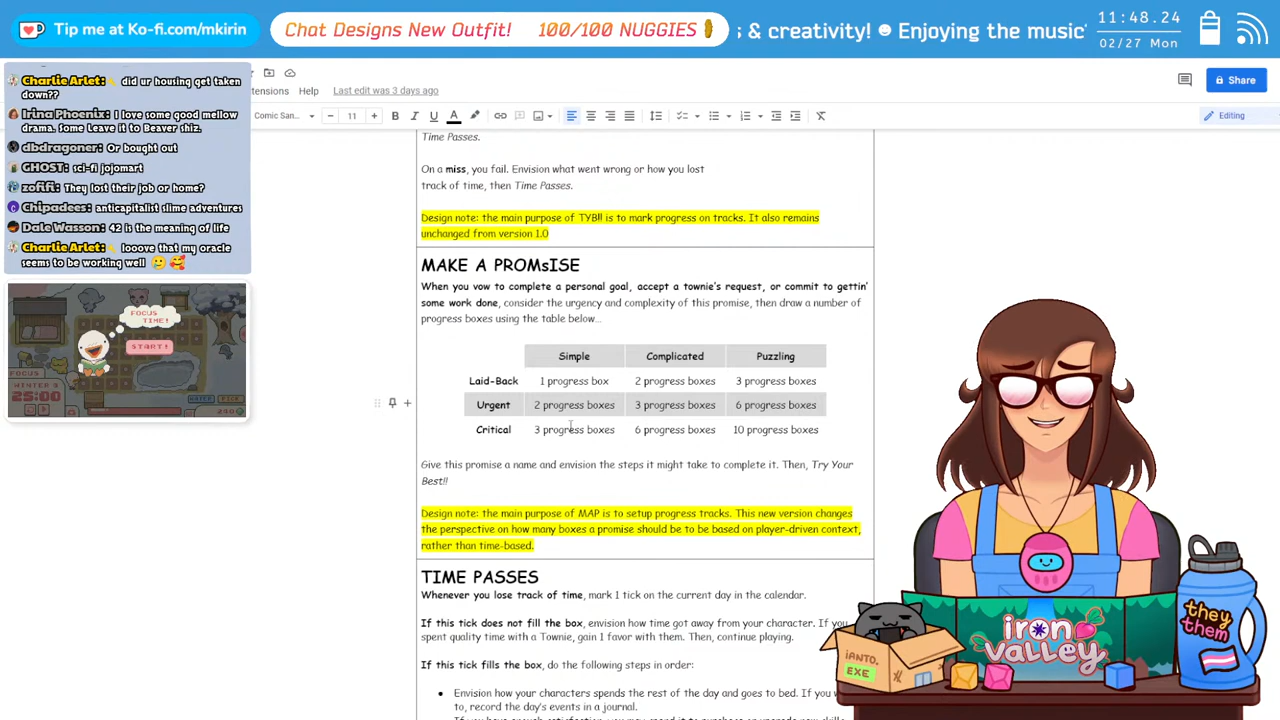 Tip me at Ko-fi.com/mkirin
Chat Designs New Outfit! 100/100 NUGGIES
& creativity! ☻ Enjoying the music
11:48.24
02/27 Mon
Charlie Arlet: did ur housing get taken
down??
Irina Phoenix: I love some good mellow
drama. Some Leave it to Beaver shiz.
dbdragoner: Or bought out
GHOST: sci-fi jojomart
zofifi: They lost their job or home?
Chipadees: anticapitalist slime adventures
Dale Wasson: 42 is the meaning of life
Charlie Arlet: looove that my oracle
seems to be working well
FOCUS
TIME!
START!
FOCUS
WINTER 3
25:00
250
tensions Help Last edit was 3 days ago
Share
Comic San... 11
Editing
Time Passes.
On a miss, you fail. Envision what went wrong or how you lost
track of time, then Time Passes.
Design note: the main purpose of TYB!! is to mark progress on tracks. It also remains
unchanged from version 1.0
MAKE A PROMsISE
When you vow to complete a personal goal, accept a townie's request, or commit to gettin'
some work done, consider the urgency and complexity of this promise, then draw a number of
progress boxes using the table below...
Simple Complicated Puzzling
Laid-Back 1 progress box 2 progress boxes 3 progress boxes
Urgent 2 progress boxes 3 progress boxes 6 progress boxes
Critical 3 progress boxes 6 progress boxes 10 progress boxes
Give this promise a name and envision the steps it might take to complete it. Then, Try Your
Best!!
Design note: the main purpose of MAP is to setup progress tracks. This new version changes
the perspective on how many boxes a promise should be to be based on player-driven context,
rather than time-based.
TIME PASSES
Whenever you lose track of time, mark 1 tick on the current day in the calendar.
If this tick does not fill the box, envision how time got away from your character. If you
spent quality time with a Townie, gain 1 favor with them. Then, continue playing.
If this tick fills the box, do the following steps in order:
● Envision how your characters spends the rest of the day and goes to bed. If you w
to, record the day's events in a journal.
iron
valley
IANTO.
EXE
they
them